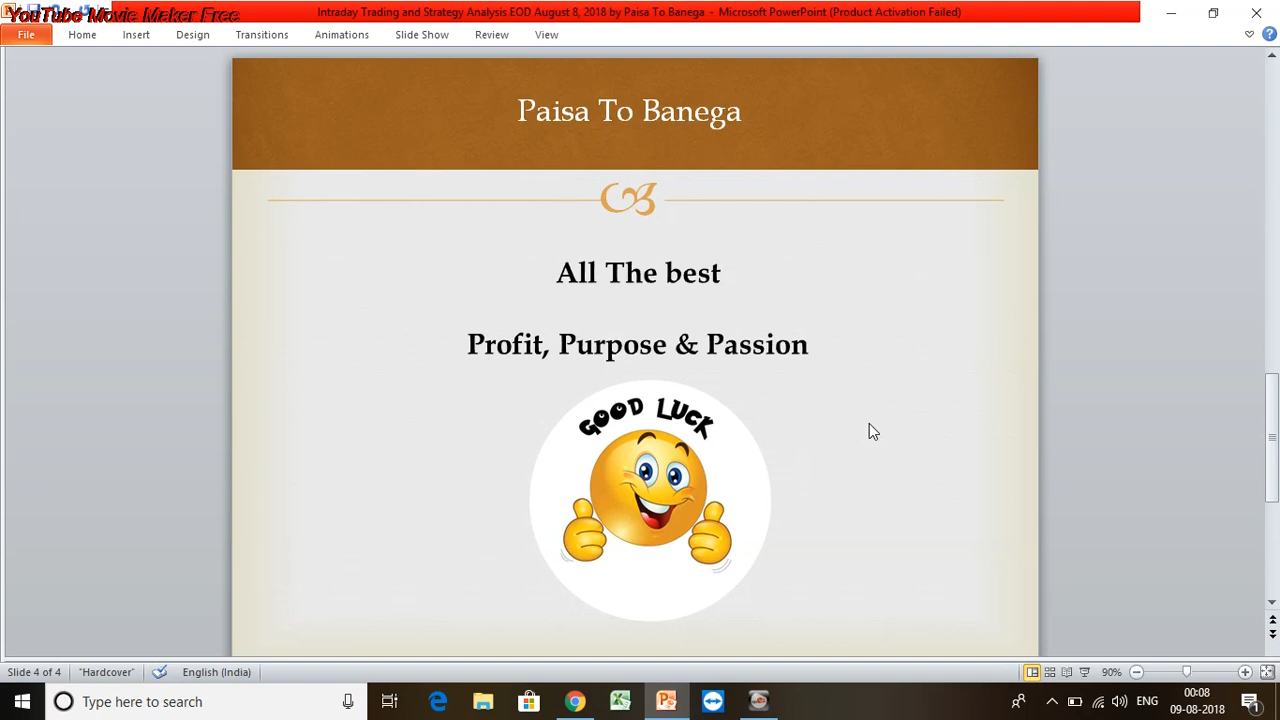 YouTube Movie Maker Free
Intraday Trading and Strategy Analysis EOD August 8, 2018 by Paisa To Banega - Microsoft PowerPoint (Product Activation Failed)
File Home Insert Design Transitions Animations Slide Show Review View
Paisa To Banega
All The best
Profit, Purpose & Passion
GOOD LUCK
Slide 4 of 4 "Hardcover" English (India) 90%
Type here to search
ENG
00:08
09-08-2018
1